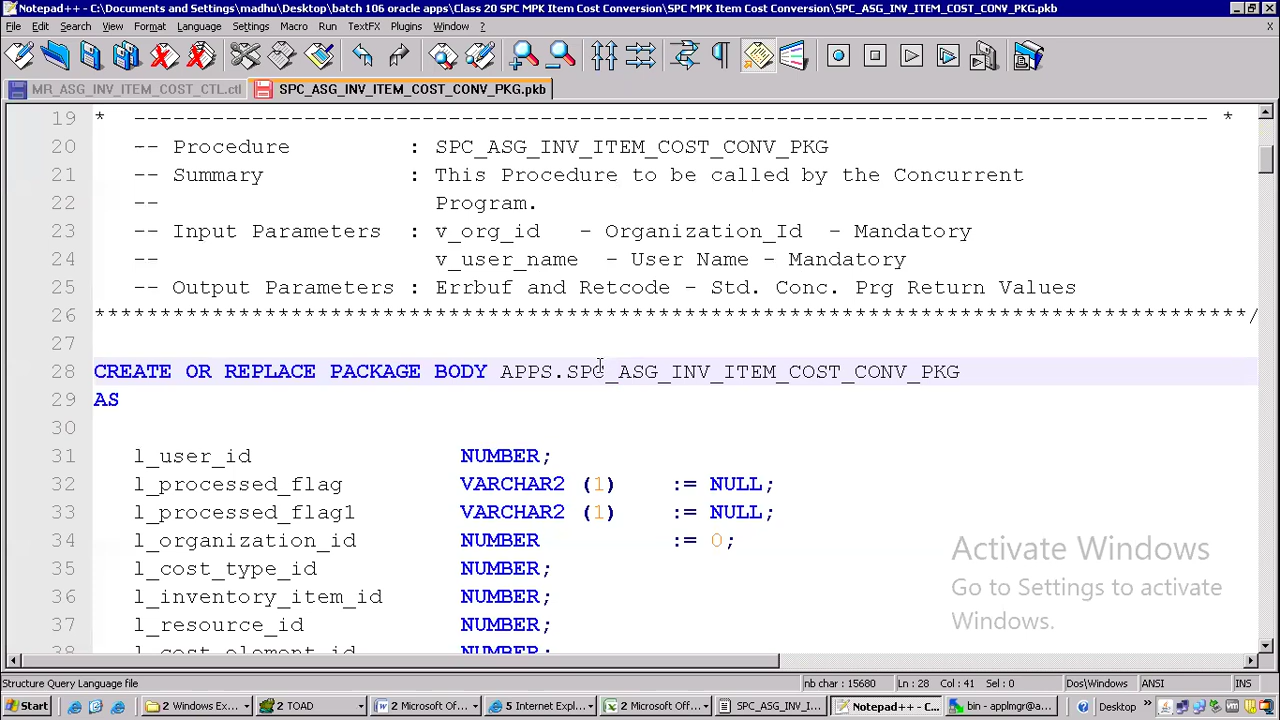 Notepad++ - C:\Documents and Settings\madhu\Desktop\batch 106 oracle apps\Class 20 SPC MPK Item Cost Conversion\SPC MPK Item Cost Conversion\SPC_ASG_INV_ITEM_COST_CONV_PKG.pkb
File Edit Search View Format Language Settings Macro Run TextFX Plugins Window ? X
MR_ASG_INV_ITEM_COST_CTL.ctl SPC_ASG_INV_ITEM_COST_CONV_PKG.pkb
19 * ---------------------------------------------------------------------------------- *
20 -- Procedure : SPC_ASG_INV_ITEM_COST_CONV_PKG
21 -- Summary : This Procedure to be called by the Concurrent
22 -- Program.
23 -- Input Parameters : v_org_id - Organization_Id - Mandatory
24 -- v_user_name - User Name - Mandatory
25 -- Output Parameters : Errbuf and Retcode - Std. Conc. Prg Return Values
26 ****************************************************************************************/
27
28 CREATE OR REPLACE PACKAGE BODY APPS.SPC_ASG_INV_ITEM_COST_CONV_PKG
29 AS
30
31 l_user_id NUMBER;
32 l_processed_flag VARCHAR2 (1) := NULL;
33 l_processed_flag1 VARCHAR2 (1) := NULL;
34 l_organization_id NUMBER := 0;
35 l_cost_type_id NUMBER;
36 l_inventory_item_id NUMBER;
37 l_resource_id NUMBER;
38 l_cost_element_id NUMBER;
Activate Windows
Go to Settings to activate
Windows.
Structure Query Language file nb char : 15680 Ln : 28 Col : 41 Sel : 0 Dos\Windows ANSI INS
Start 2 Windows Ex... 2 TOAD 2 Microsoft Of... 5 Internet Expl... 2 Microsoft Of... SPC_ASG_INV_I... Notepad++ - C... bin - applmgr@a... Desktop